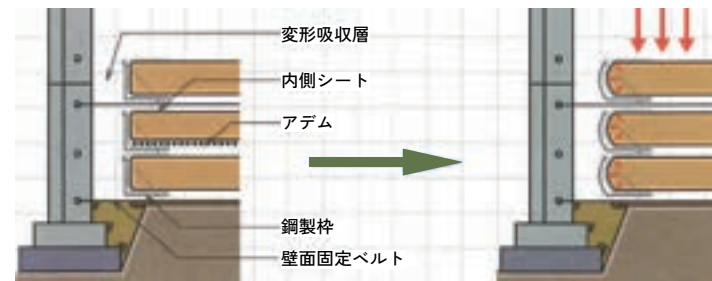 変形吸収層
内側シート
アデム
鋼製枠
壁面固定ベルト